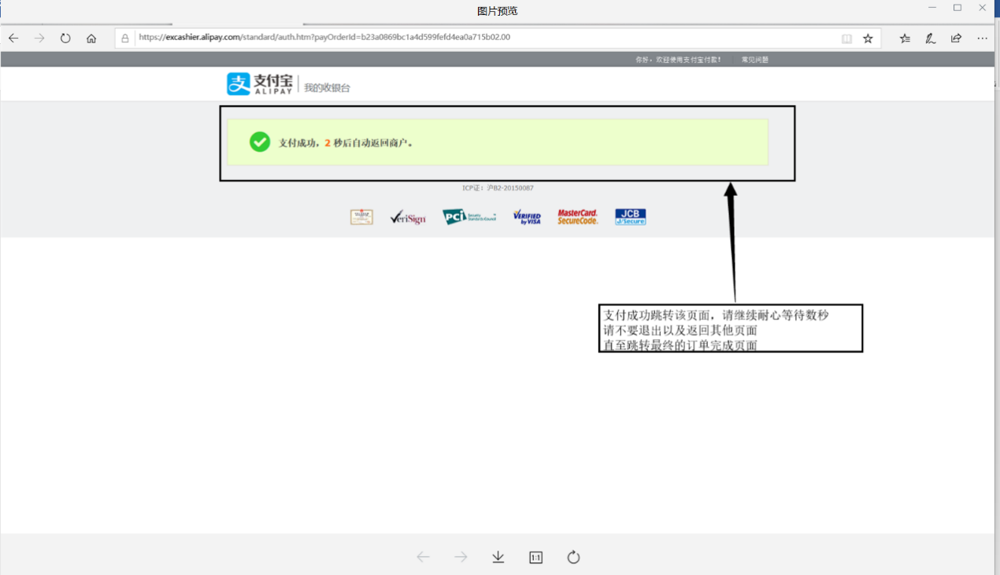 图片预览
https://excashier.alipay.com/standard/auth.htm?payOrderId=b23a0869bc1a4d599fefd4ea0a715b02.00
你好，欢迎使用支付宝付款！ 常见问题
支付宝 我的收银台
ALIPAY
支付成功，2 秒后自动返回商户。
ICP证：沪B2-20150087
VeriSign
PCI Security Standards Council
VERIFIED by VISA
MasterCard. SecureCode.
JCB J/Secure
支付成功跳转该页面，请继续耐心等待数秒
请不要退出以及返回其他页面
直至跳转最终的订单完成页面
1:1